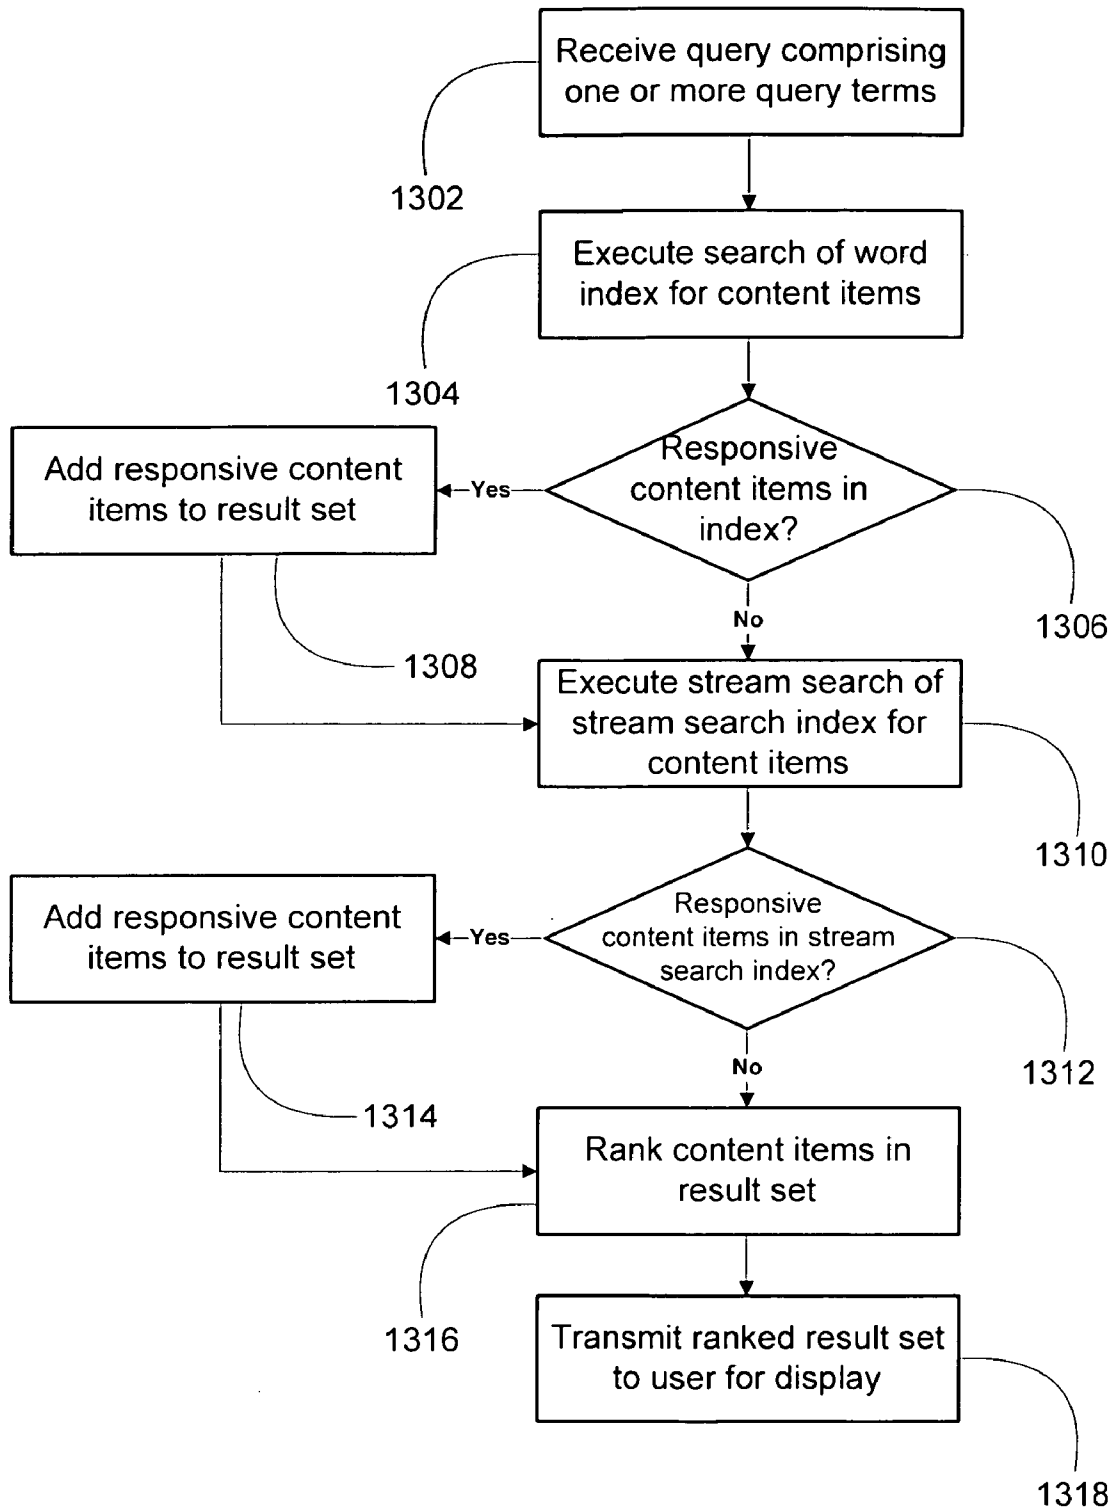 Receive query comprising
one or more query terms
1302
Execute search of word
index for content items
1304
Responsive
content items in
index?
Yes
Add responsive content
items to result set
1306
No
1308
Execute stream search of
stream search index for
content items
1310
Responsive
content items in stream
search index?
Yes
Add responsive content
items to result set
1312
No
1314
Rank content items in
result set
1316
Transmit ranked result set
to user for display
1318